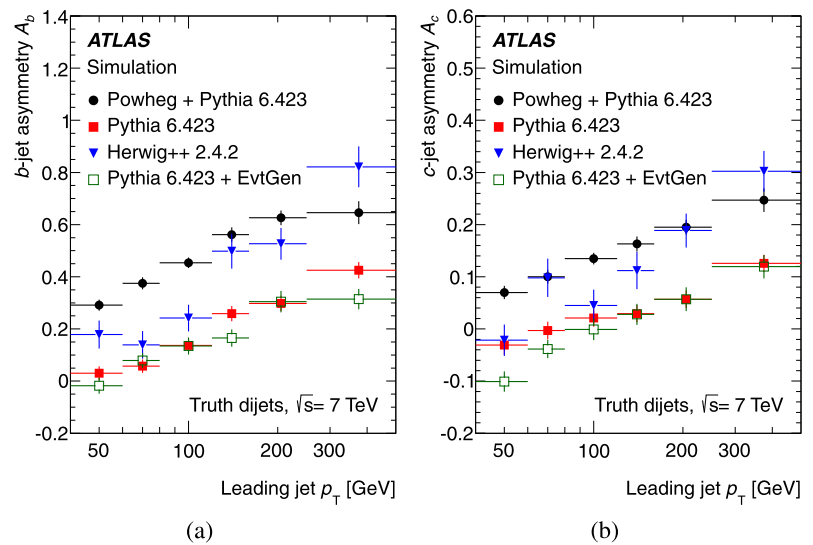 b-jet asymmetry A_b
1.4
1.2
1
0.8
0.6
0.4
0.2
0
-0.2
ATLAS
Simulation
Powheg + Pythia 6.423
Pythia 6.423
Herwig++ 2.4.2
Pythia 6.423 + EvtGen
Truth dijets, √s= 7 TeV
50 100 200 300
Leading jet p_T [GeV]
(a)
c-jet asymmetry A_c
0.6
0.5
0.4
0.3
0.2
0.1
0
-0.1
-0.2
ATLAS
Simulation
Powheg + Pythia 6.423
Pythia 6.423
Herwig++ 2.4.2
Pythia 6.423 + EvtGen
Truth dijets, √s= 7 TeV
50 100 200 300
Leading jet p_T [GeV]
(b)